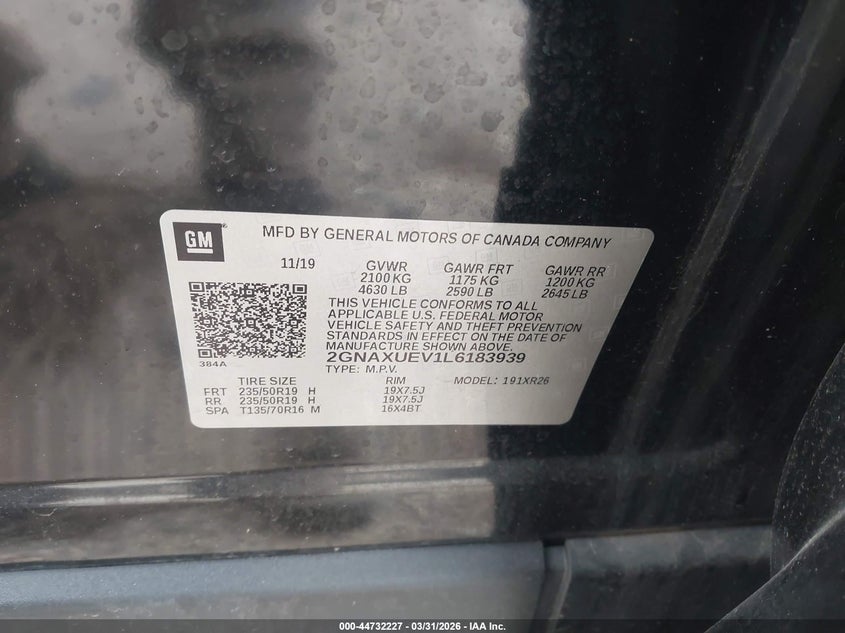 GM
MFD BY GENERAL MOTORS OF CANADA COMPANY
11/19 GVWR GAWR FRT GAWR RR
2100 KG 1175 KG 1200 KG
4630 LB 2590 LB 2645 LB
THIS VEHICLE CONFORMS TO ALL
APPLICABLE U.S. FEDERAL MOTOR
VEHICLE SAFETY AND THEFT PREVENTION
STANDARDS IN EFFECT ON THE DATE OF
MANUFACTURE SHOWN ABOVE.
384A 2GNAXUEV1L6183939
TYPE: M.P.V. MODEL: 191XR26
TIRE SIZE RIM
FRT 235/50R19 H 19X7.5J
RR 235/50R19 H 19X7.5J
SPA T135/70R16 M 16X4BT
000-44732227 - 03/31/2026 - IAA Inc.